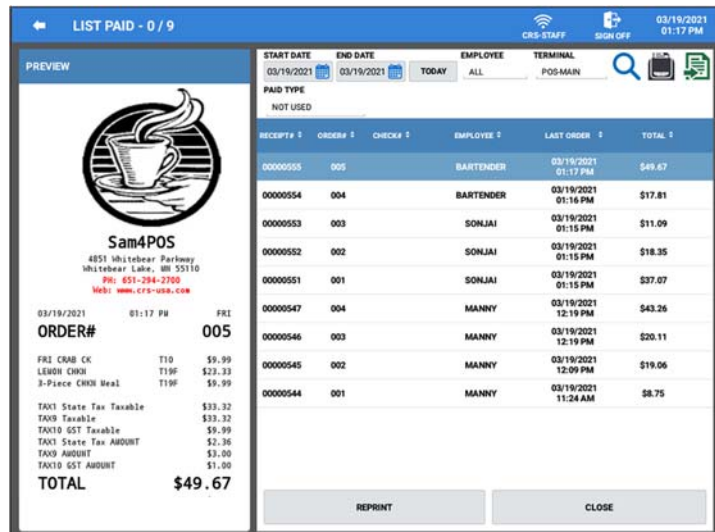 LIST PAID - 0 / 9
CRS-STAFF
SIGN OFF
03/19/2021
01:17 PM
PREVIEW
Sam4POS
4851 Whitebear Parkway
Whitebear Lake, MN 55110
PH: 651-294-2700
Web: www.crs-usa.com
03/19/2021 01:17 PM FRI
ORDER# 005
FRI CRAB CK T10 $9.99
LEMON CHKN T19F $23.33
3-Piece CHKN Meal T19F $9.99
TAX1 State Tax Taxable $33.32
TAX9 Taxable $33.32
TAX10 GST Taxable $9.99
TAX1 State Tax AMOUNT $2.36
TAX9 AMOUNT $3.00
TAX10 GST AMOUNT $1.00
TOTAL $49.67
START DATE END DATE EMPLOYEE TERMINAL
03/19/2021 03/19/2021 TODAY ALL POS-MAIN
PAID TYPE
NOT USED
RECEIPT# ORDER# CHECK# EMPLOYEE LAST ORDER TOTAL
00000555 005 BARTENDER 03/19/2021 01:17 PM $49.67
00000554 004 BARTENDER 03/19/2021 01:16 PM $17.81
00000553 003 SONJAI 03/19/2021 01:15 PM $11.09
00000552 002 SONJAI 03/19/2021 01:15 PM $18.35
00000551 001 SONJAI 03/19/2021 01:15 PM $37.07
00000547 004 MANNY 03/19/2021 12:19 PM $43.26
00000546 003 MANNY 03/19/2021 12:19 PM $20.11
00000545 002 MANNY 03/19/2021 12:09 PM $19.06
00000544 001 MANNY 03/19/2021 11:24 AM $8.75
REPRINT CLOSE